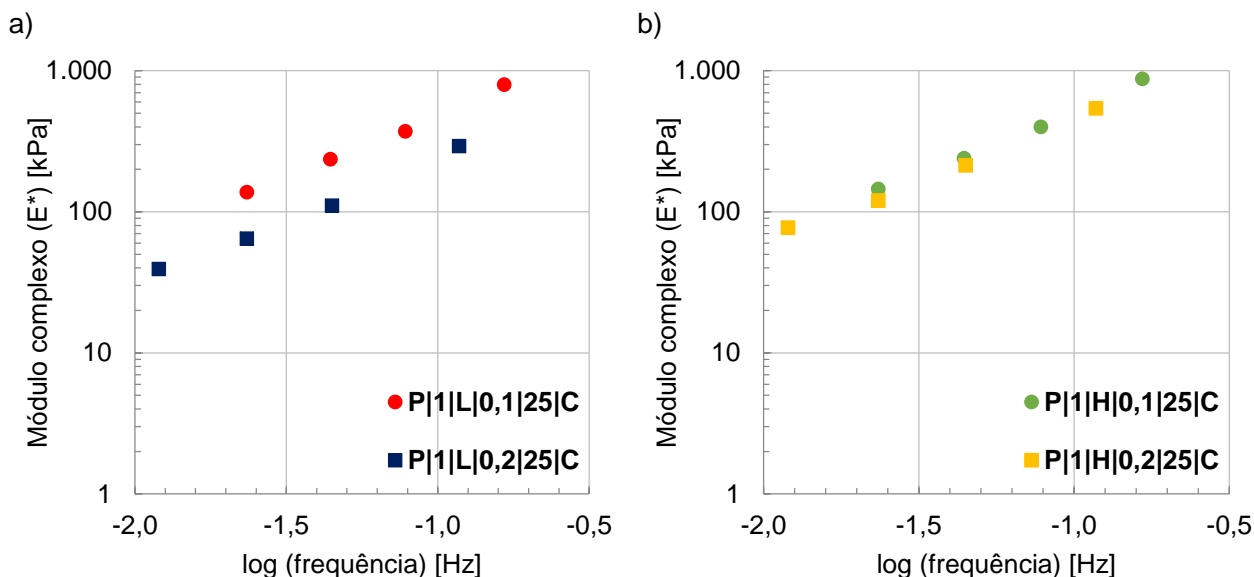 a)
Módulo complexo (E*) [kPa]
1.000
100
10
1
P|1|L|0,1|25|C
P|1|L|0,2|25|C
-2,0 -1,5 -1,0 -0,5
log (frequência) [Hz]
b)
Módulo complexo (E*) [kPa]
1.000
100
10
1
P|1|H|0,1|25|C
P|1|H|0,2|25|C
-2,0 -1,5 -1,0 -0,5
log (frequência) [Hz]